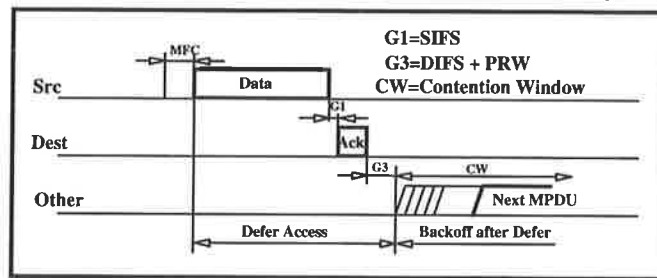 G1=SIFS
MFC
G3=DIFS + PRW
Src
Data
CW=Contention Window
G1
Dest
Ack
G3
CW
Other
Next MPDU
Defer Access
Backoff after Defer